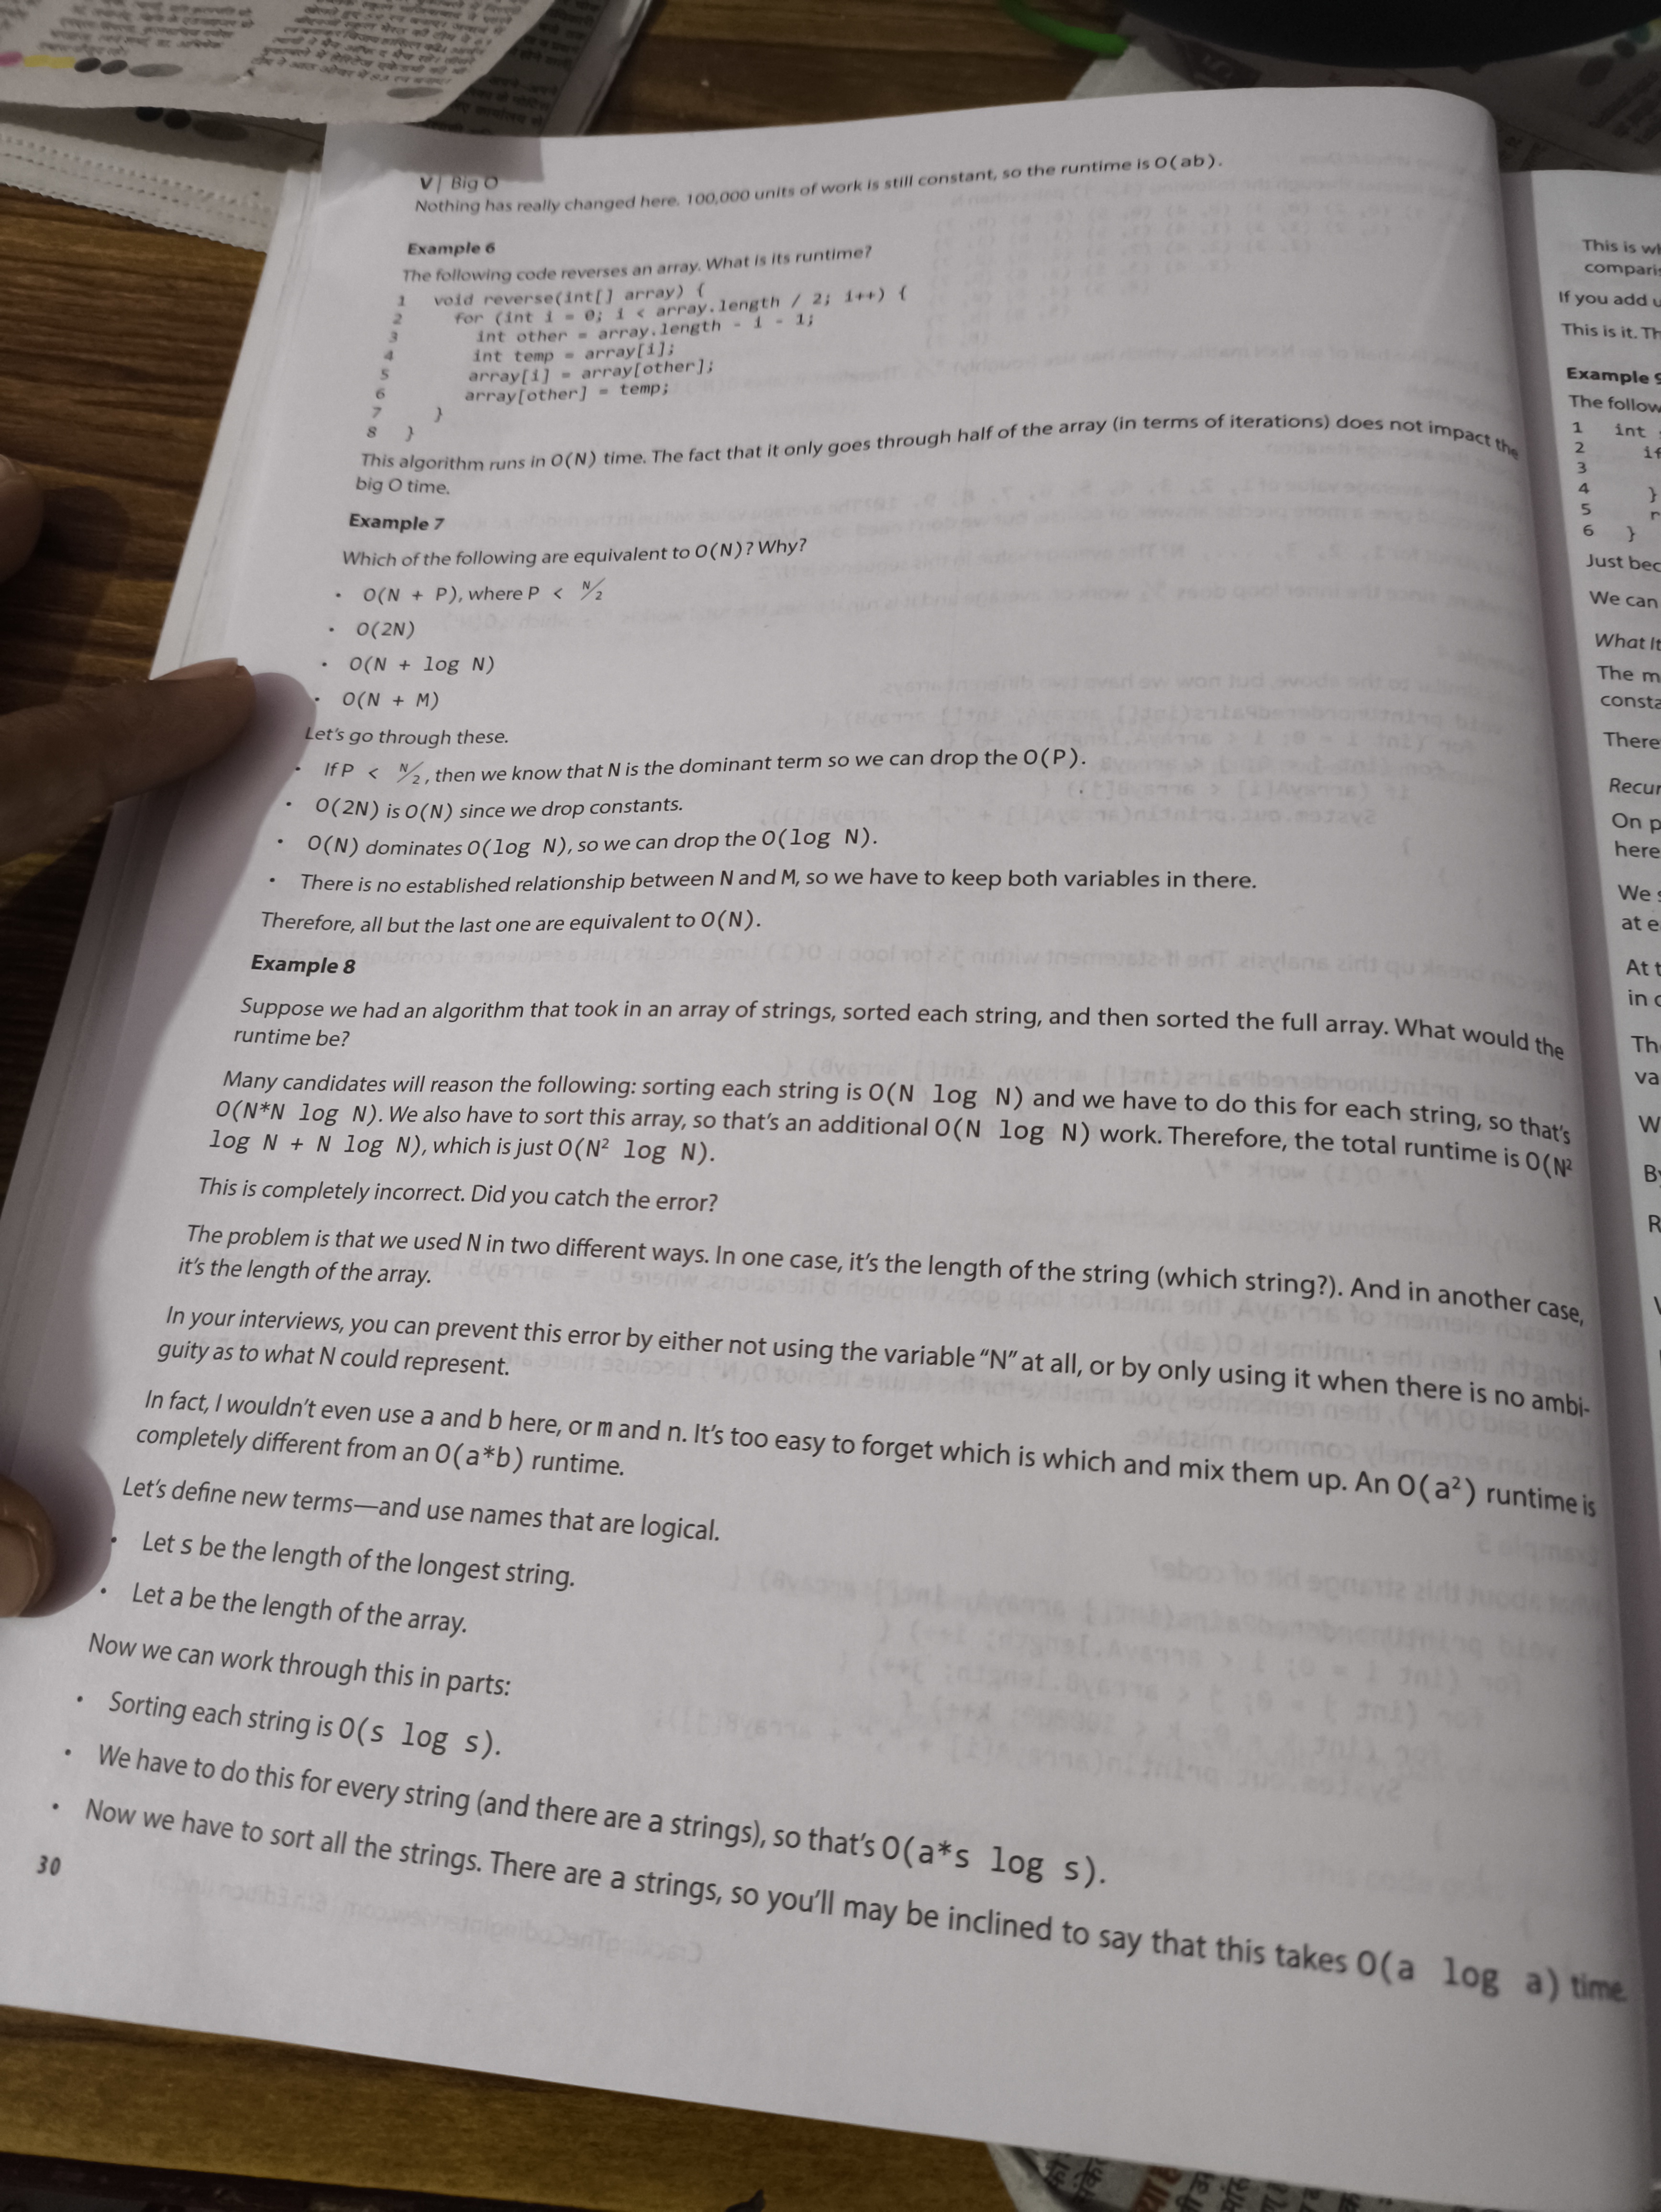 V | Big O
Nothing has really changed here. 100,000 units of work is still constant, so the runtime is O(ab).
Example 6
The following code reverses an array. What is its runtime?
1 void reverse(int[] array) {
2 for (int i = 0; i < array.length / 2; i++) {
3 int other = array.length - i - 1;
4 int temp = array[i];
5 array[i] = array[other];
6 array[other] = temp;
7 }
8 }
This algorithm runs in O(N) time. The fact that it only goes through half of the array (in terms of iterations) does not impact the
big O time.
Example 7
Which of the following are equivalent to O(N)? Why?
• O(N + P), where P < N/2
• O(2N)
• O(N + log N)
• O(N + M)
Let's go through these.
• If P < N/2, then we know that N is the dominant term so we can drop the O(P).
• O(2N) is O(N) since we drop constants.
• O(N) dominates O(log N), so we can drop the O(log N).
• There is no established relationship between N and M, so we have to keep both variables in there.
Therefore, all but the last one are equivalent to O(N).
Example 8
Suppose we had an algorithm that took in an array of strings, sorted each string, and then sorted the full array. What would the
runtime be?
Many candidates will reason the following: sorting each string is O(N log N) and we have to do this for each string, so that's
O(N*N log N). We also have to sort this array, so that's an additional O(N log N) work. Therefore, the total runtime is O(N²
log N + N log N), which is just O(N² log N).
This is completely incorrect. Did you catch the error?
The problem is that we used N in two different ways. In one case, it's the length of the string (which string?). And in another case,
it's the length of the array.
In your interviews, you can prevent this error by either not using the variable "N" at all, or by only using it when there is no ambi-
guity as to what N could represent.
In fact, I wouldn't even use a and b here, or m and n. It's too easy to forget which is which and mix them up. An O(a²) runtime is
completely different from an O(a*b) runtime.
Let's define new terms—and use names that are logical.
• Let s be the length of the longest string.
• Let a be the length of the array.
Now we can work through this in parts:
• Sorting each string is O(s log s).
• We have to do this for every string (and there are a strings), so that's O(a*s log s).
• Now we have to sort all the strings. There are a strings, so you'll may be inclined to say that this takes O(a log a) time.
30
This is
If you add
This is it.
Example 9
The follow
1 int
2 if
3
4 }
5 r
6 }
Just bec
We can
What It
The m
const
There
Recur
On p
here
We
at e
At t
in
Th
va
W
B
R